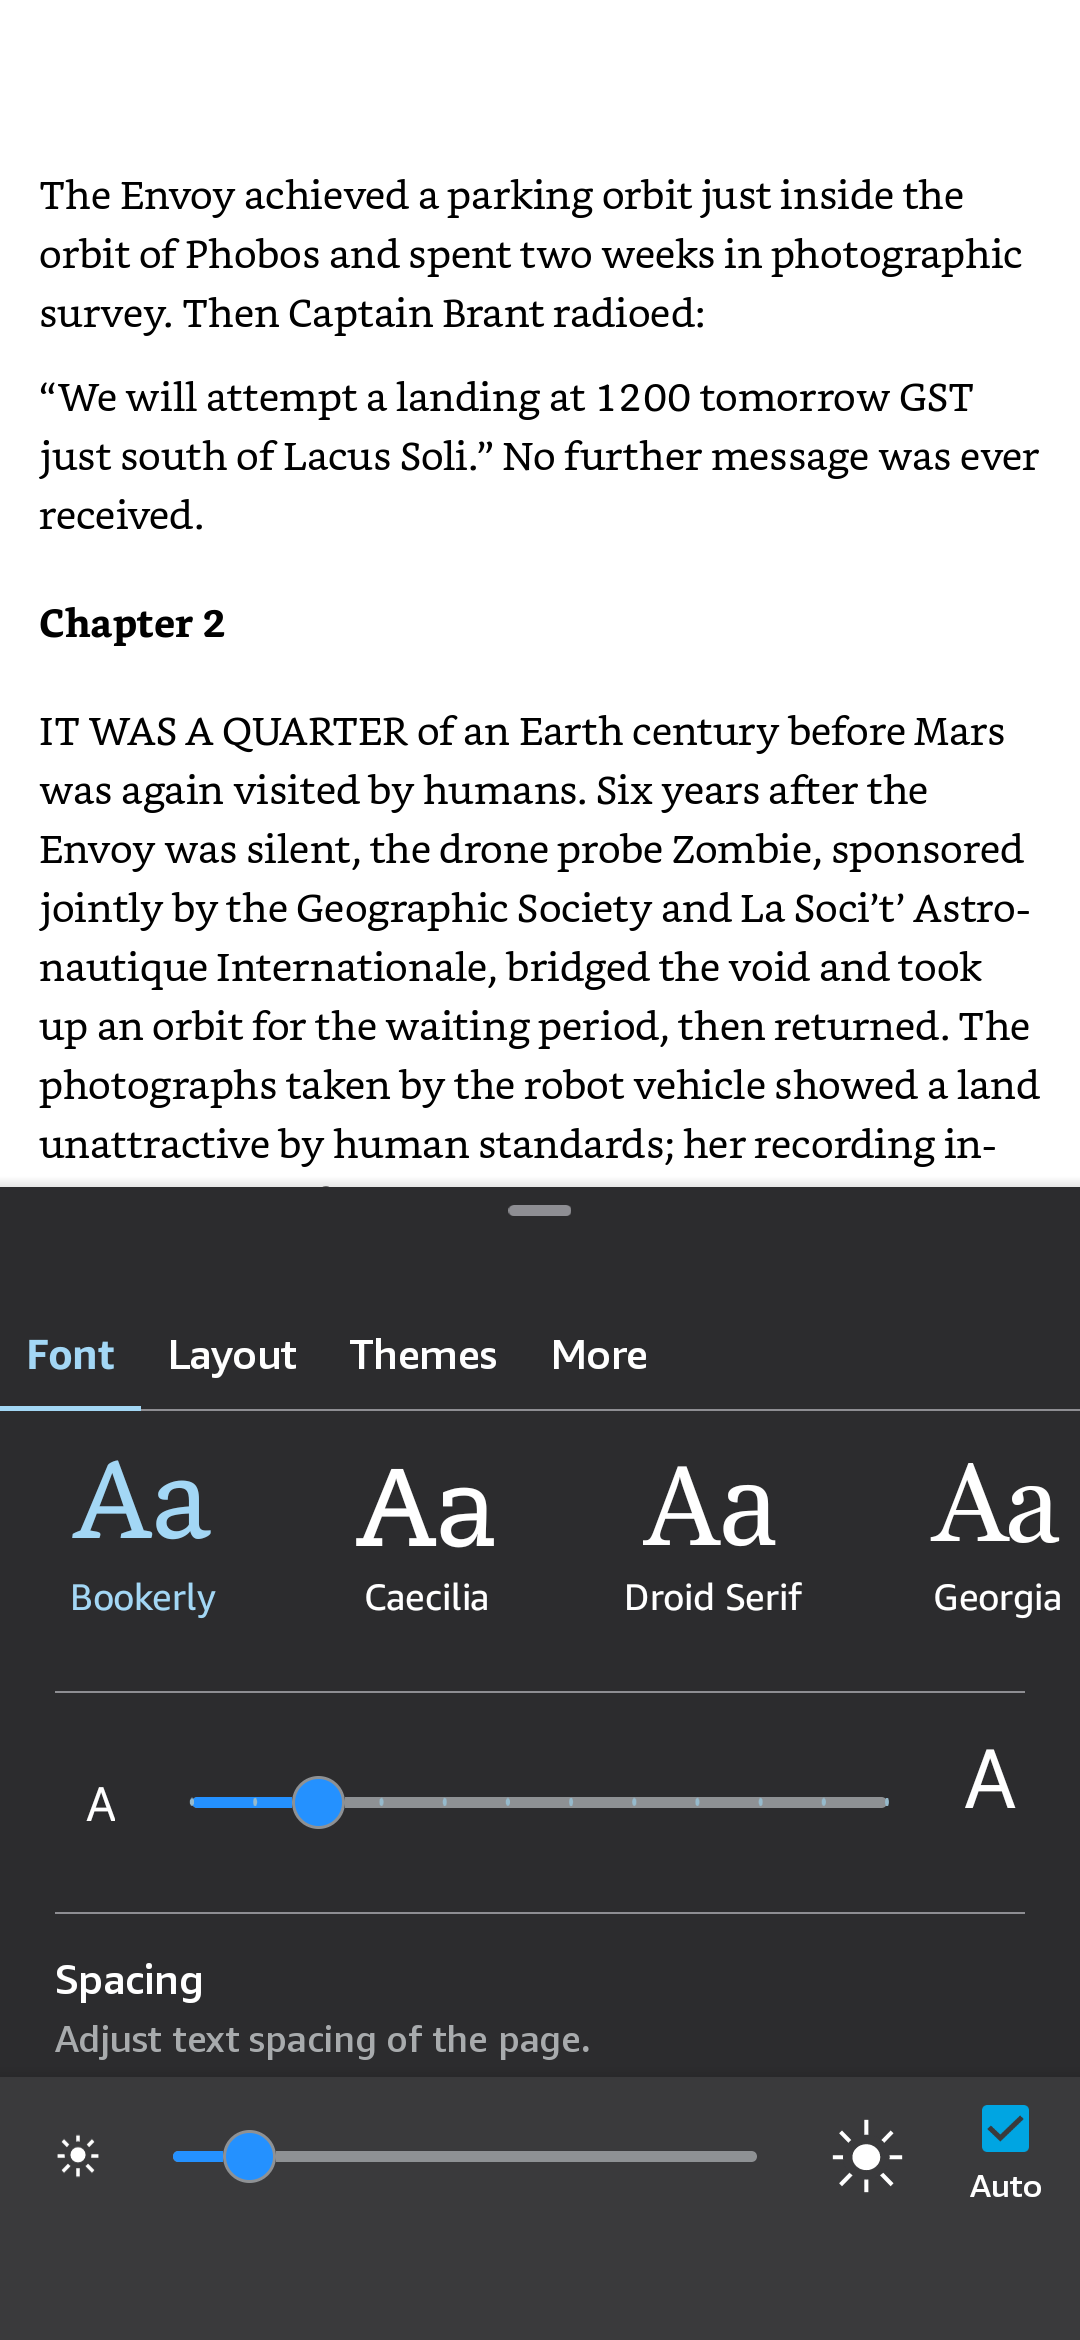 The Envoy achieved a parking orbit just inside the
orbit of Phobos and spent two weeks in photographic
survey. Then Captain Brant radioed:
“We will attempt a landing at 1200 tomorrow GST
just south of Lacus Soli.” No further message was ever
received.
Chapter 2
IT WAS A QUARTER of an Earth century before Mars
was again visited by humans. Six years after the
Envoy was silent, the drone probe Zombie, sponsored
jointly by the Geographic Society and La Soci’t’ Astro-
nautique Internationale, bridged the void and took
up an orbit for the waiting period, then returned. The
photographs taken by the robot vehicle showed a land
unattractive by human standards; her recording in-
Font Layout Themes More
Aa Aa Aa Aa
Bookerly Caecilia Droid Serif Georgia
A A
Spacing
Adjust text spacing of the page.
Auto